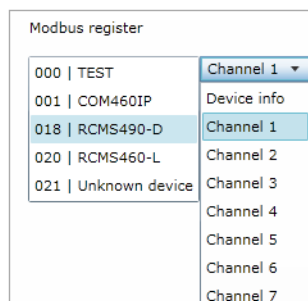 Modbus register
000 | TEST
001 | COM460IP
018 | RCMS490-D
020 | RCMS460-L
021 | Unknown device
Channel 1
Device info
Channel 1
Channel 2
Channel 3
Channel 4
Channel 5
Channel 6
Channel 7